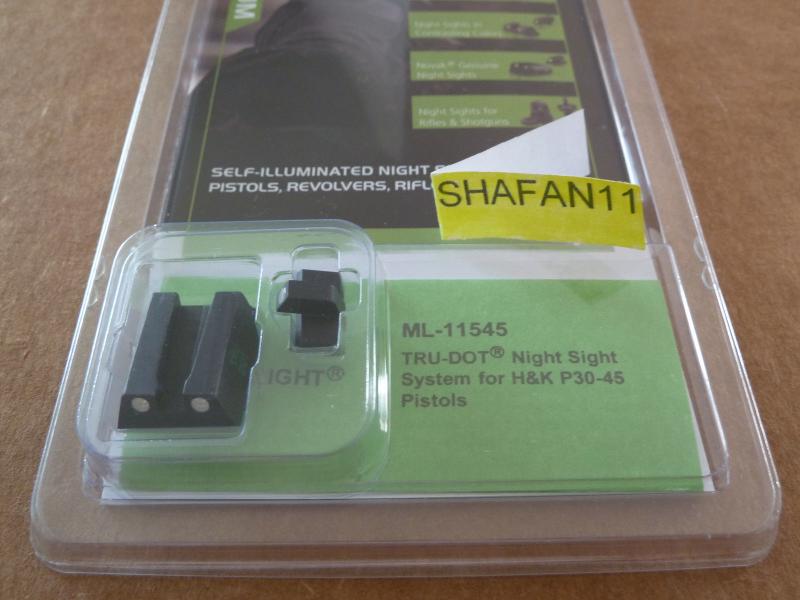 UM
Night Sights in
Contrasting Colors
Novak® Genuine
Night Sights
Night Sights for
Rifles & Shotguns
SELF-ILLUMINATED NIGHT
PISTOLS, REVOLVERS,
SHAFAN11
LIGHT®
ML-11545
TRU-DOT® Night Sight
System for H&K P30-45
Pistols